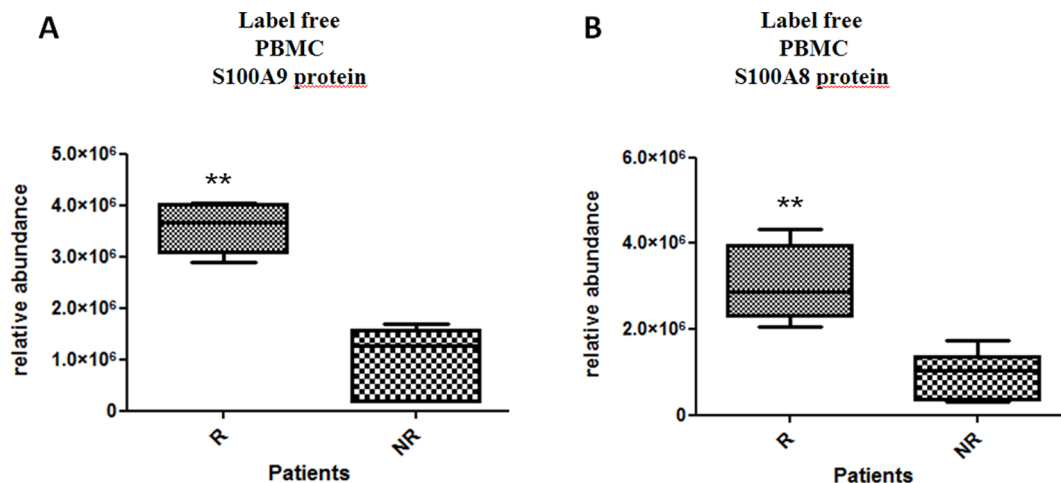 A
Label free
PBMC
S100A9 protein
5.0×10⁶
4.0×10⁶
3.0×10⁶
2.0×10⁶
1.0×10⁶
0
relative abundance
**
R
NR
Patients
B
Label free
PBMC
S100A8 protein
6.0×10⁶
4.0×10⁶
2.0×10⁶
0
relative abundance
**
R
NR
Patients